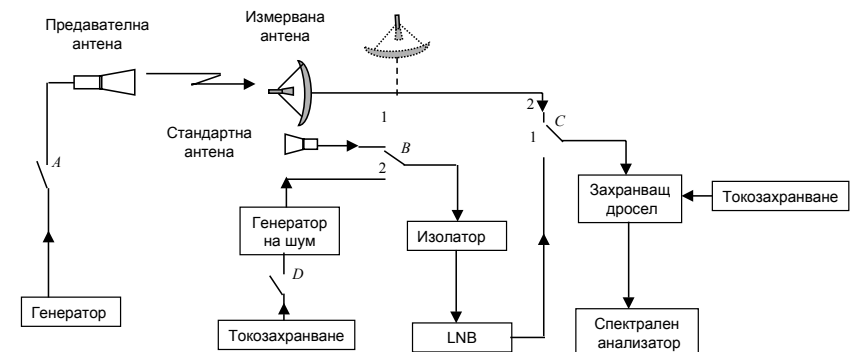 Предавателна
антена
Измервана
антена
Стандартна
антена
A
1
B
2
2
C
1
Захранващ
дросел
Токозахранване
Генератор
на шум
Изолатор
D
Генератор
Токозахранване
LNB
Спектрален
анализатор